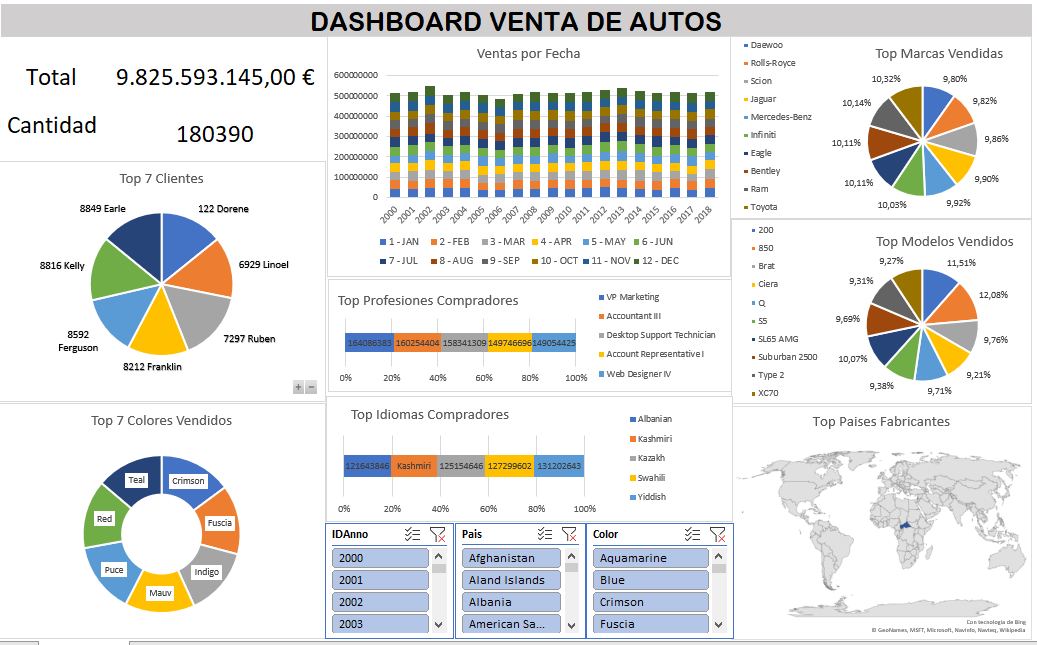 DASHBOARD VENTA DE AUTOS
Total 9.825.593.145,00 €
Cantidad
180390
Top 7 Clientes
8849 Earle
122 Dorene
8816 Kelly
6929 Linoel
8592
Ferguson
7297 Ruben
8212 Franklin
Top 7 Colores Vendidos
Teal
Crimson
Red
Fuscia
Puce
Indigo
Mauv
Ventas por Fecha
600000000
500000000
400000000
300000000
200000000
100000000
0
2000 2001 2002 2003 2004 2005 2006 2007 2008 2009 2010 2011 2012 2013 2014 2015 2016 2017 2018
1 - JAN 2 - FEB 3 - MAR 4 - APR 5 - MAY 6 - JUN
7 - JUL 8 - AUG 9 - SEP 10 - OCT 11 - NOV 12 - DEC
Top Profesiones Compradores
164086383 160254404 158341309 149746696 149054425
0% 20% 40% 60% 80% 100%
VP Marketing
Accountant III
Desktop Support Technician
Account Representative I
Web Designer IV
Top Idiomas Compradores
121643846 Kashmiri 125154646 127299602 131202643
0% 20% 40% 60% 80% 100%
Albanian
Kashmiri
Kazakh
Swahili
Yiddish
IDAnno
2000
2001
2002
2003
Pais
Afghanistan
Aland Islands
Albania
American Sa...
Color
Aquamarine
Blue
Crimson
Fuscia
Top Marcas Vendidas
Daewoo
Rolls-Royce
Scion
Jaguar
Mercedes-Benz
Infiniti
Eagle
Bentley
Ram
Toyota
10,32%
9,80%
10,14%
9,82%
10,11%
9,86%
10,11%
9,90%
10,03%
9,92%
Top Modelos Vendidos
200
850
Brat
Ciera
Q
S5
SL65 AMG
Suburban 2500
Type 2
XC70
9,27%
11,51%
9,31%
12,08%
9,69%
9,76%
10,07%
9,21%
9,38%
9,71%
Top Paises Fabricantes
Con tecnología de Bing
© GeoNames, MSFT, Microsoft, NavInfo, Navteq, Wikipedia